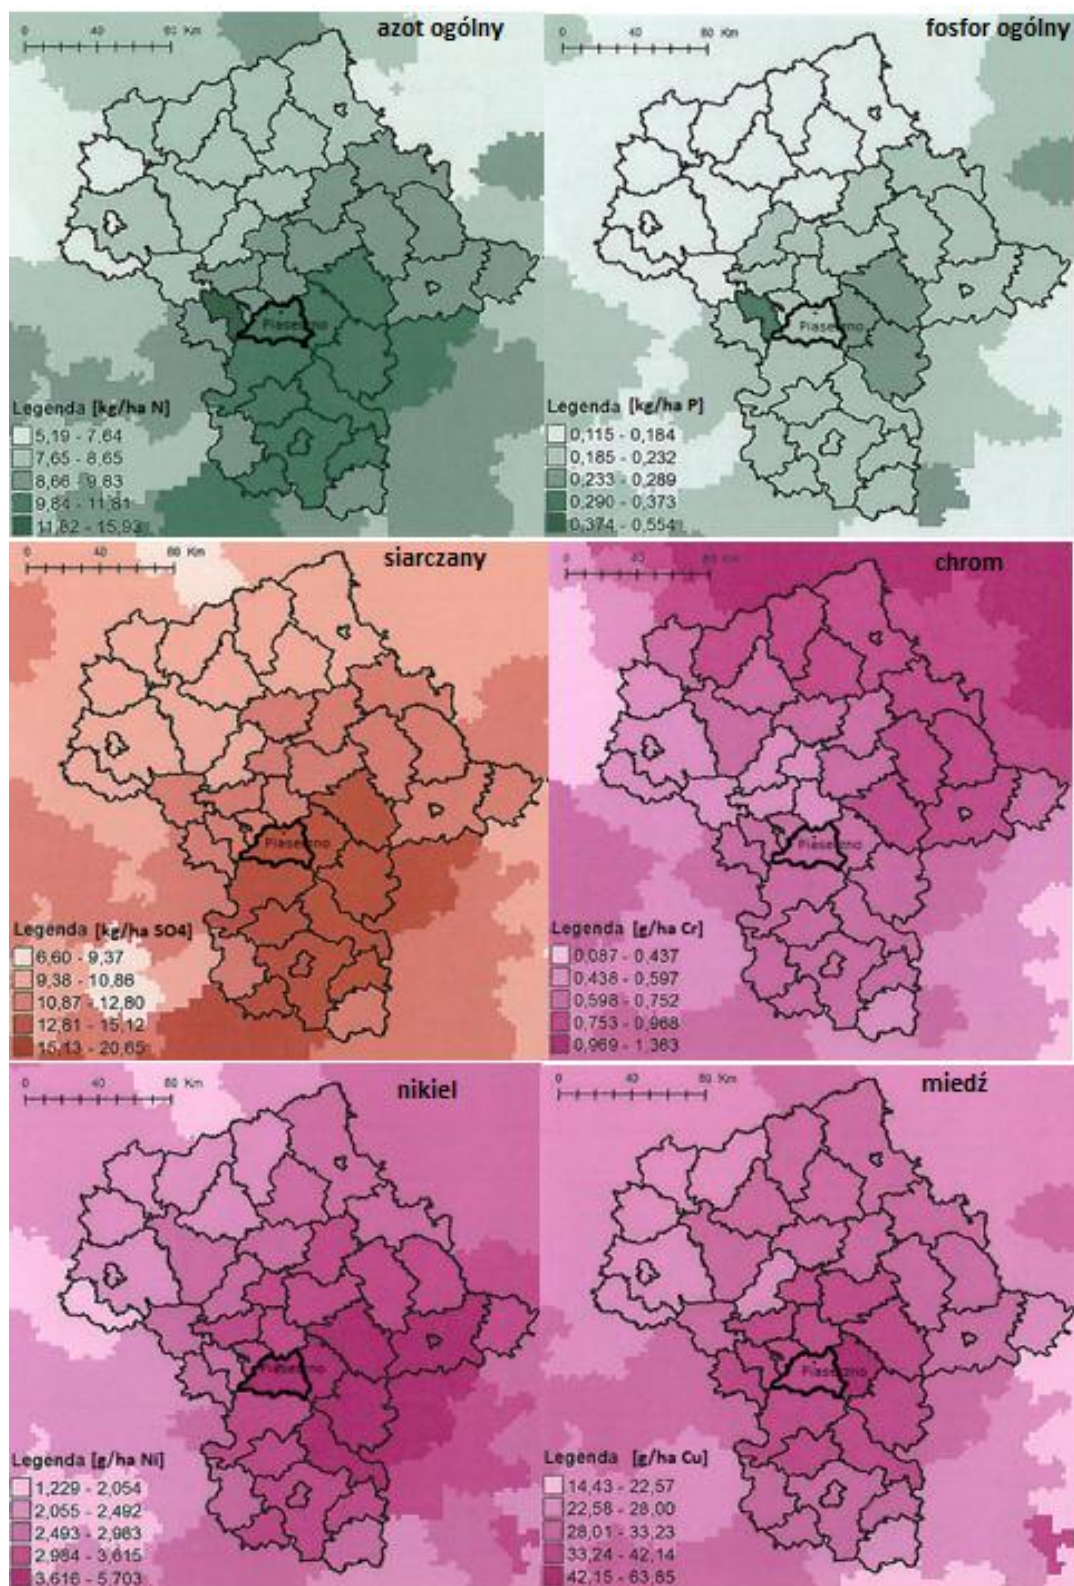 azot ogólny
0 40 80 Km
Piaseczno
Legenda [kg/ha N]
5,19 - 7,64
7,65 - 8,65
8,66 - 9,83
9,84 - 11,81
11,82 - 15,93
fosfor ogólny
0 40 80 Km
Piaseczno
Legenda [kg/ha P]
0,115 - 0,184
0,185 - 0,232
0,233 - 0,289
0,290 - 0,373
0,374 - 0,554
siarczany
0 40 80 Km
Piaseczno
Legenda [kg/ha SO4]
6,60 - 9,37
9,38 - 10,86
10,87 - 12,80
12,81 - 15,12
15,13 - 20,65
chrom
0 40 80 Km
Piaseczno
Legenda [g/ha Cr]
0,087 - 0,437
0,438 - 0,597
0,598 - 0,752
0,753 - 0,968
0,969 - 1,363
nikiel
0 40 80 Km
Piaseczno
Legenda [g/ha Ni]
1,229 - 2,054
2,055 - 2,492
2,493 - 2,983
2,984 - 3,615
3,616 - 5,703
miedź
0 40 80 Km
Piaseczno
Legenda [g/ha Cu]
14,43 - 22,57
22,58 - 28,00
28,01 - 33,23
33,24 - 42,14
42,15 - 63,85